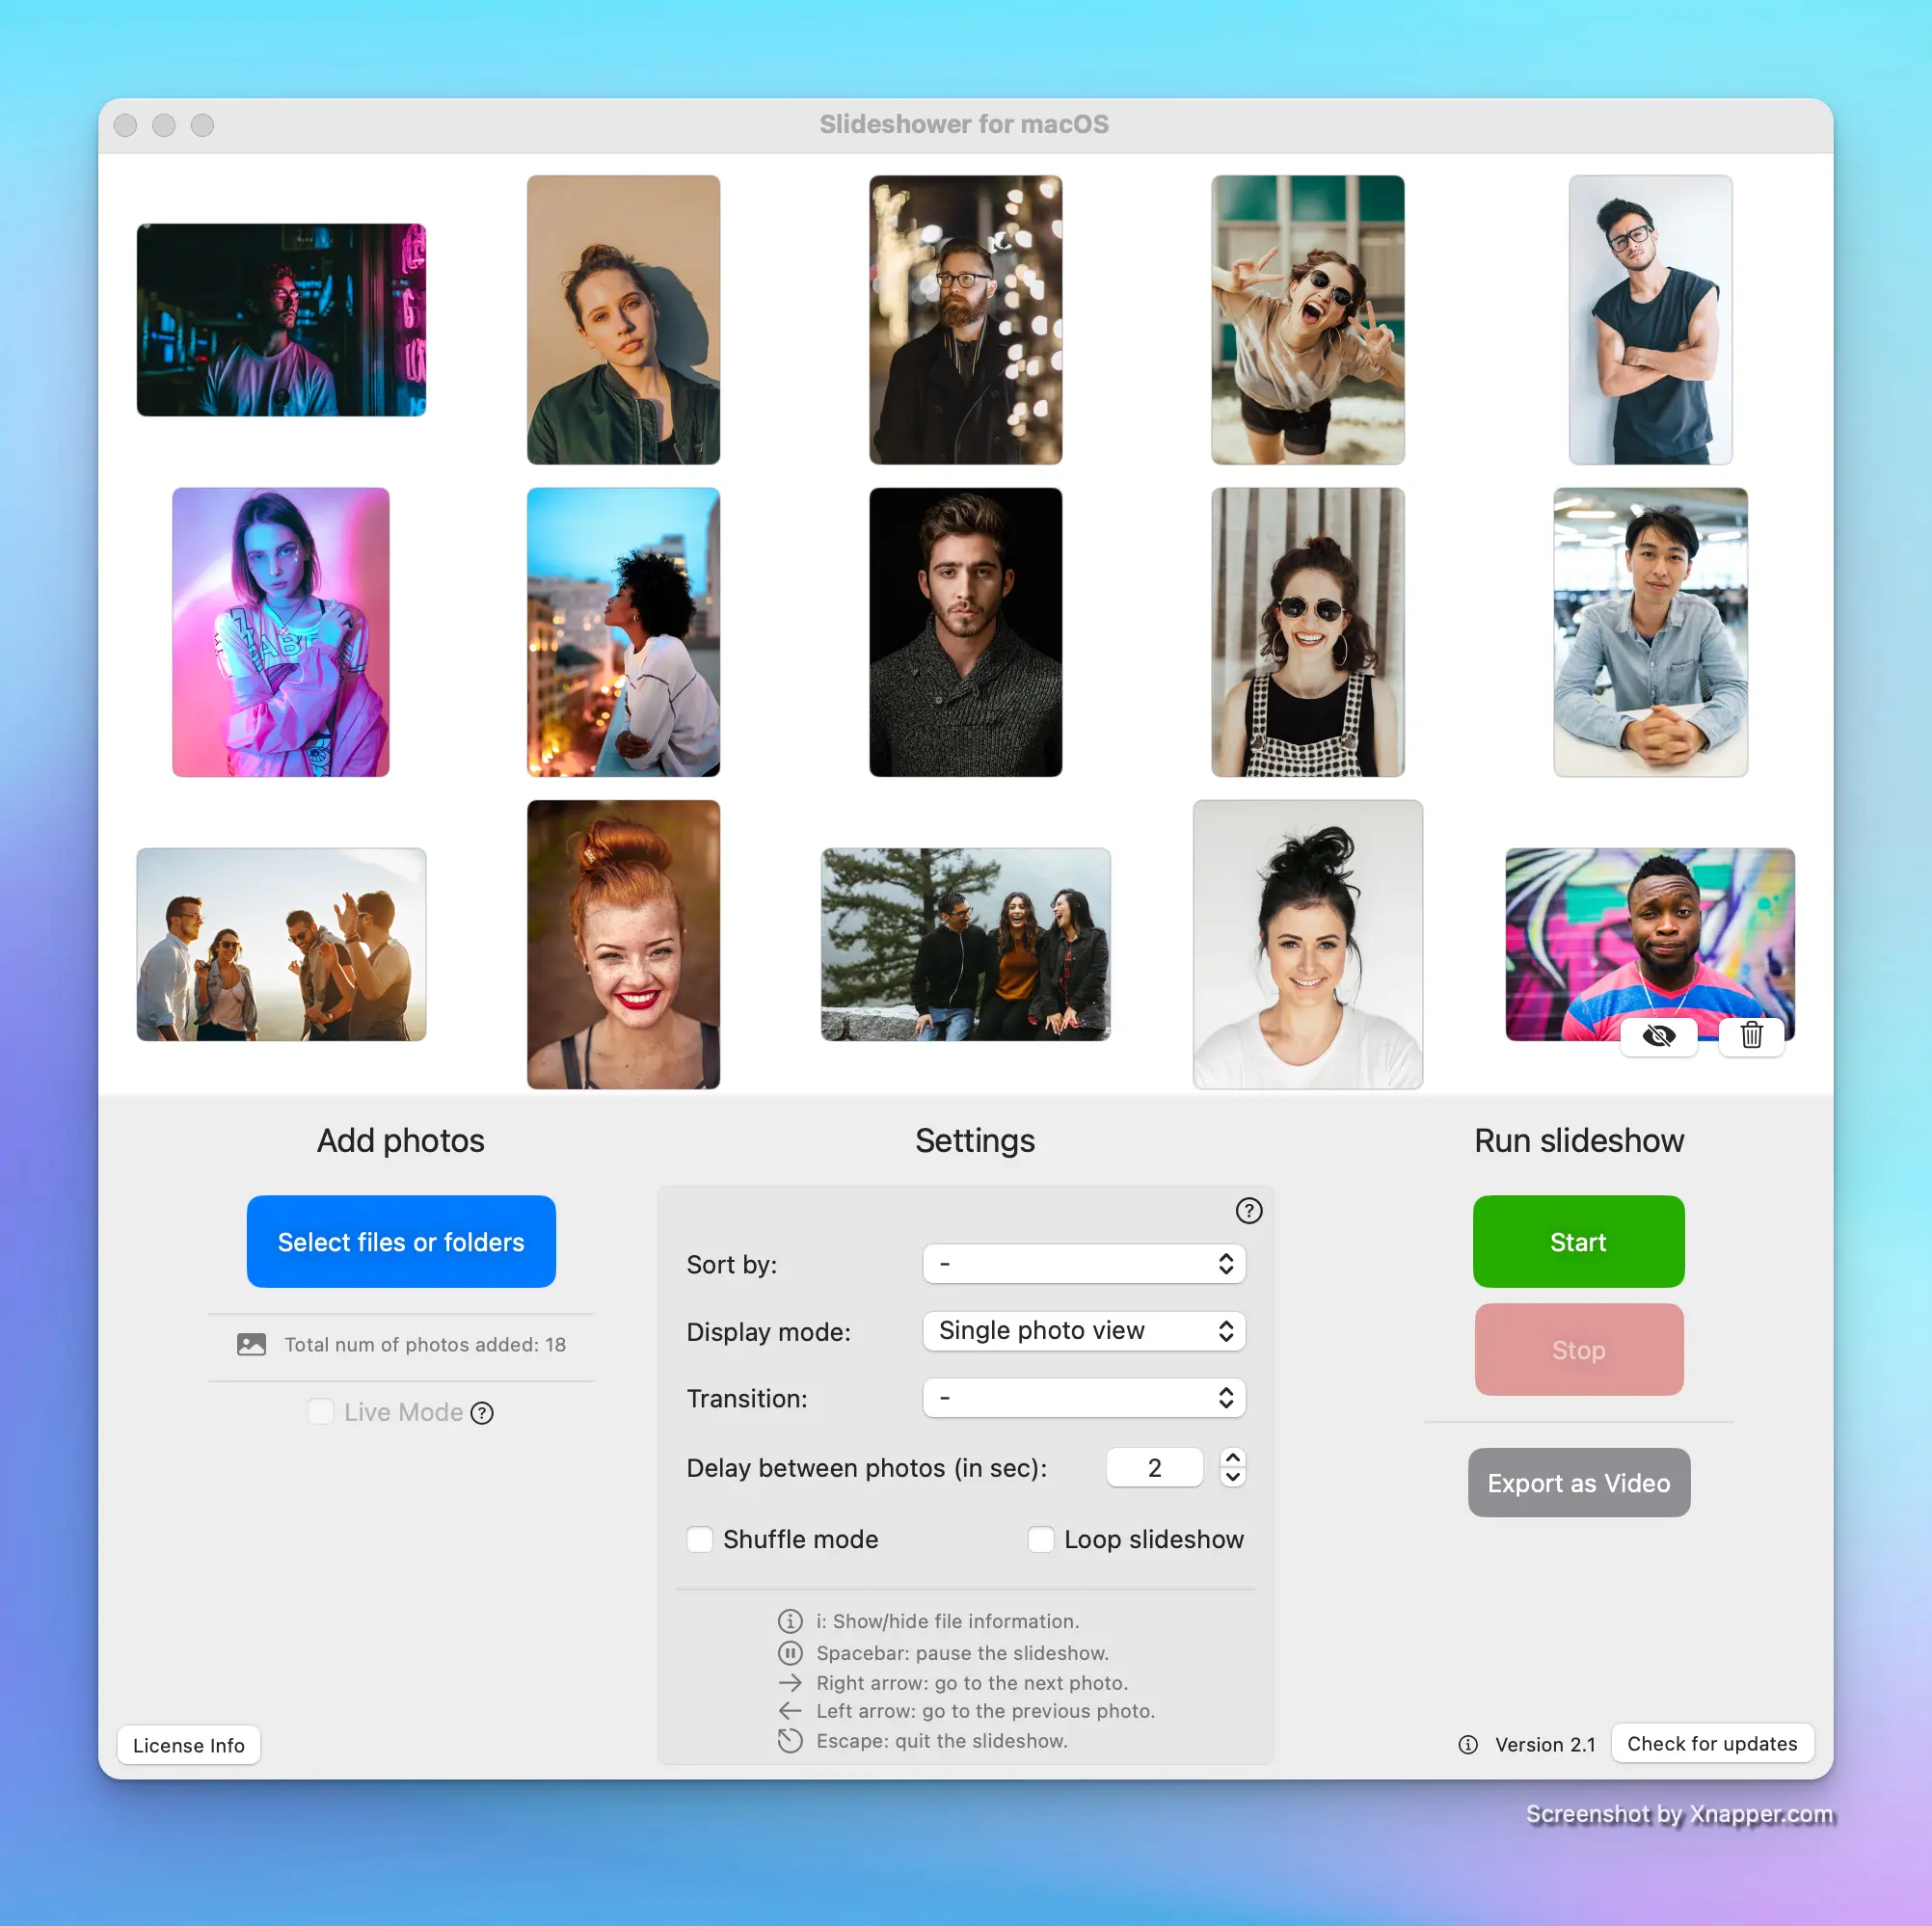 Slideshower for macOS
Add photos
Settings
Run slideshow
Select files or folders
Total num of photos added: 18
Live Mode
?
?
Sort by:
-
Display mode:
Single photo view
Transition:
-
Delay between photos (in sec):
2
Shuffle mode
Loop slideshow
i: Show/hide file information.
Spacebar: pause the slideshow.
Right arrow: go to the next photo.
Left arrow: go to the previous photo.
Escape: quit the slideshow.
Start
Stop
Export as Video
License Info
Version 2.1
Check for updates
Screenshot by Xnapper.com